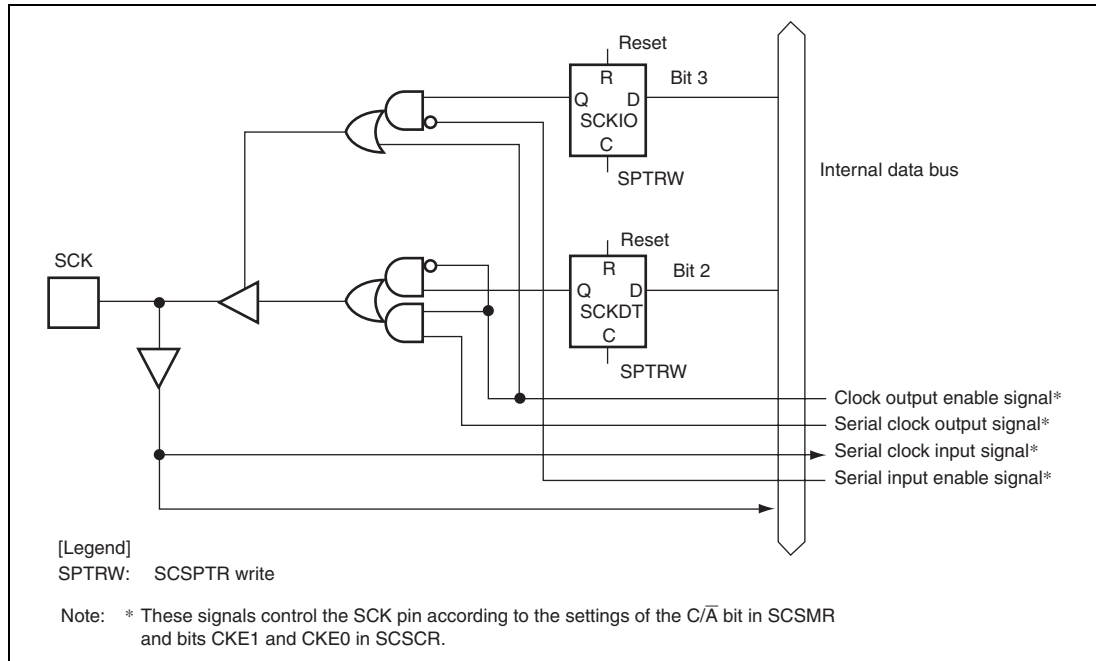 Reset
R
Bit 3
Q D
SCKIO
C
SPTRW
Internal data bus
Reset
SCK
R
Bit 2
Q D
SCKDT
C
SPTRW
Clock output enable signal*
Serial clock output signal*
Serial clock input signal*
Serial input enable signal*
[Legend]
SPTRW: SCSPTR write
Note: * These signals control the SCK pin according to the settings of the C/A̅ bit in SCSMR
and bits CKE1 and CKE0 in SCSCR.